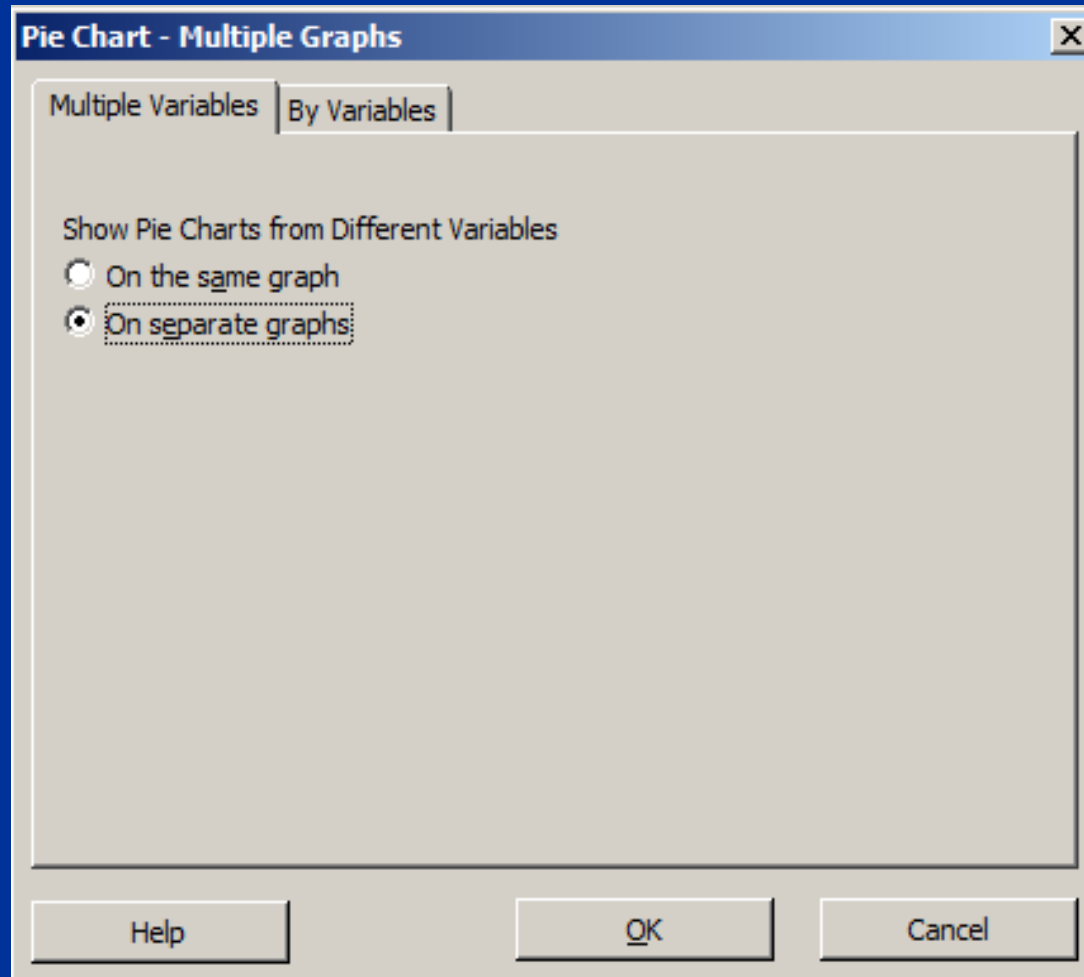 Pie Chart - Multiple Graphs
Multiple Variables By Variables
Show Pie Charts from Different Variables
On the same graph
On separate graphs
Help OK Cancel